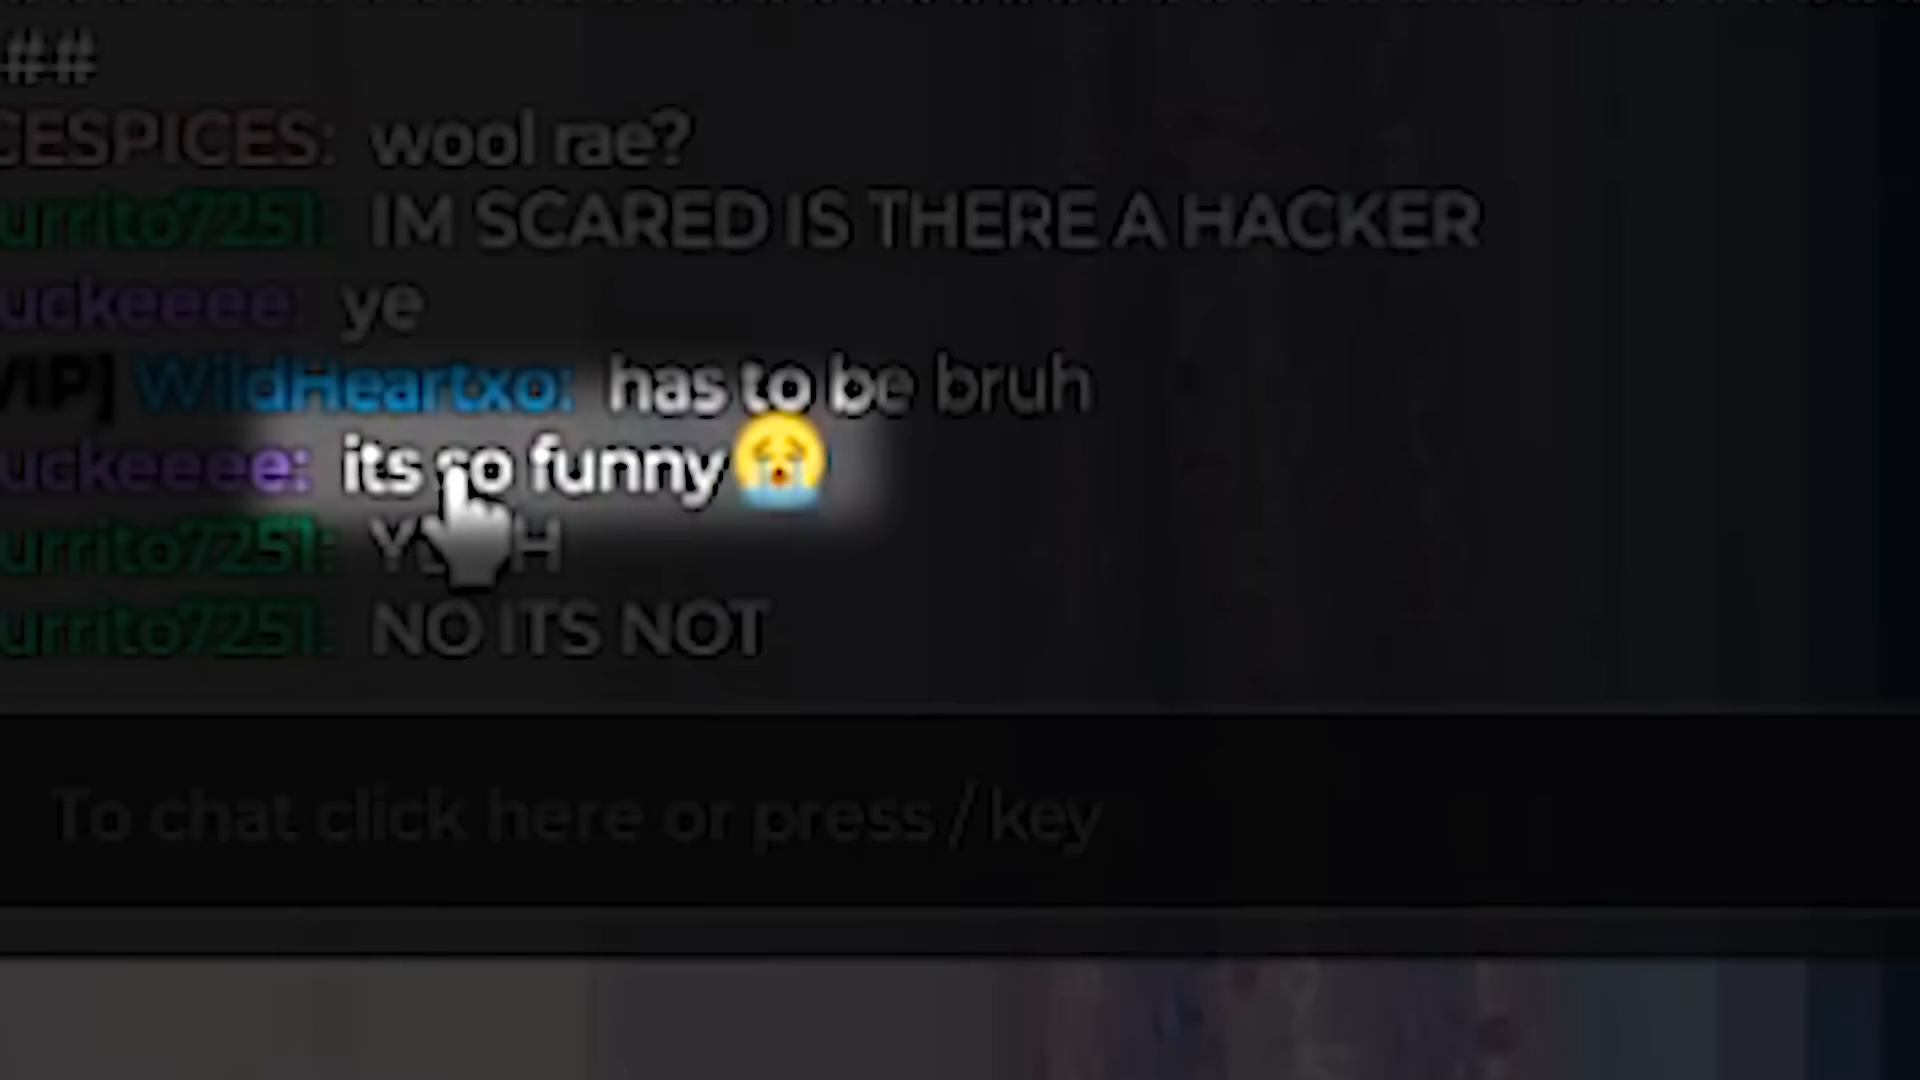 ##
GESPICES: wool rae?
urrito7251: IM SCARED IS THERE A HACKER
uckeeee: ye
VIP] WildHeartxo: has to be bruh
uckeeee: its so funny😭
urrito7251:
urrito7251: NO ITS NOT
To chat click here or press / key